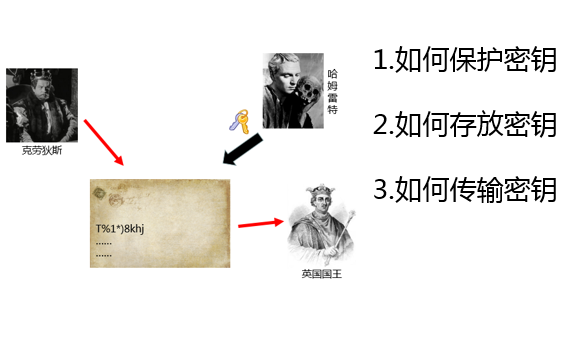 1.如何保护密钥
哈姆雷特
2.如何存放密钥
克劳狄斯
3.如何传输密钥
T%1*)8khj
......
......
英国国王